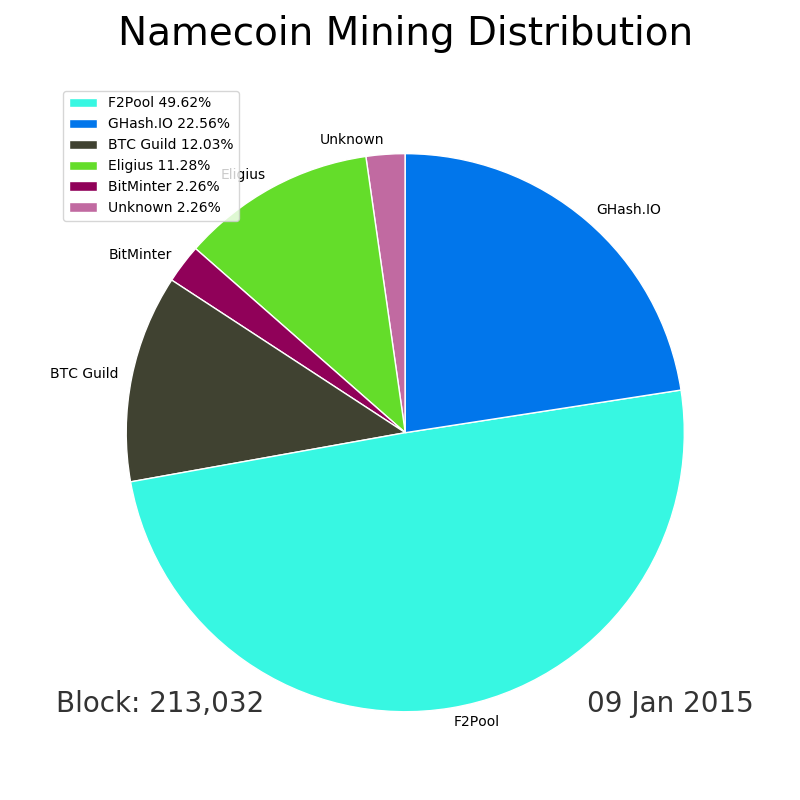 Namecoin Mining Distribution
F2Pool 49.62%
GHash.IO 22.56%
BTC Guild 12.03%
Eligius 11.28%
BitMinter 2.26%
Unknown 2.26%
Unknown
Eligius
GHash.IO
BitMinter
BTC Guild
Block: 213,032
09 Jan 2015
F2Pool